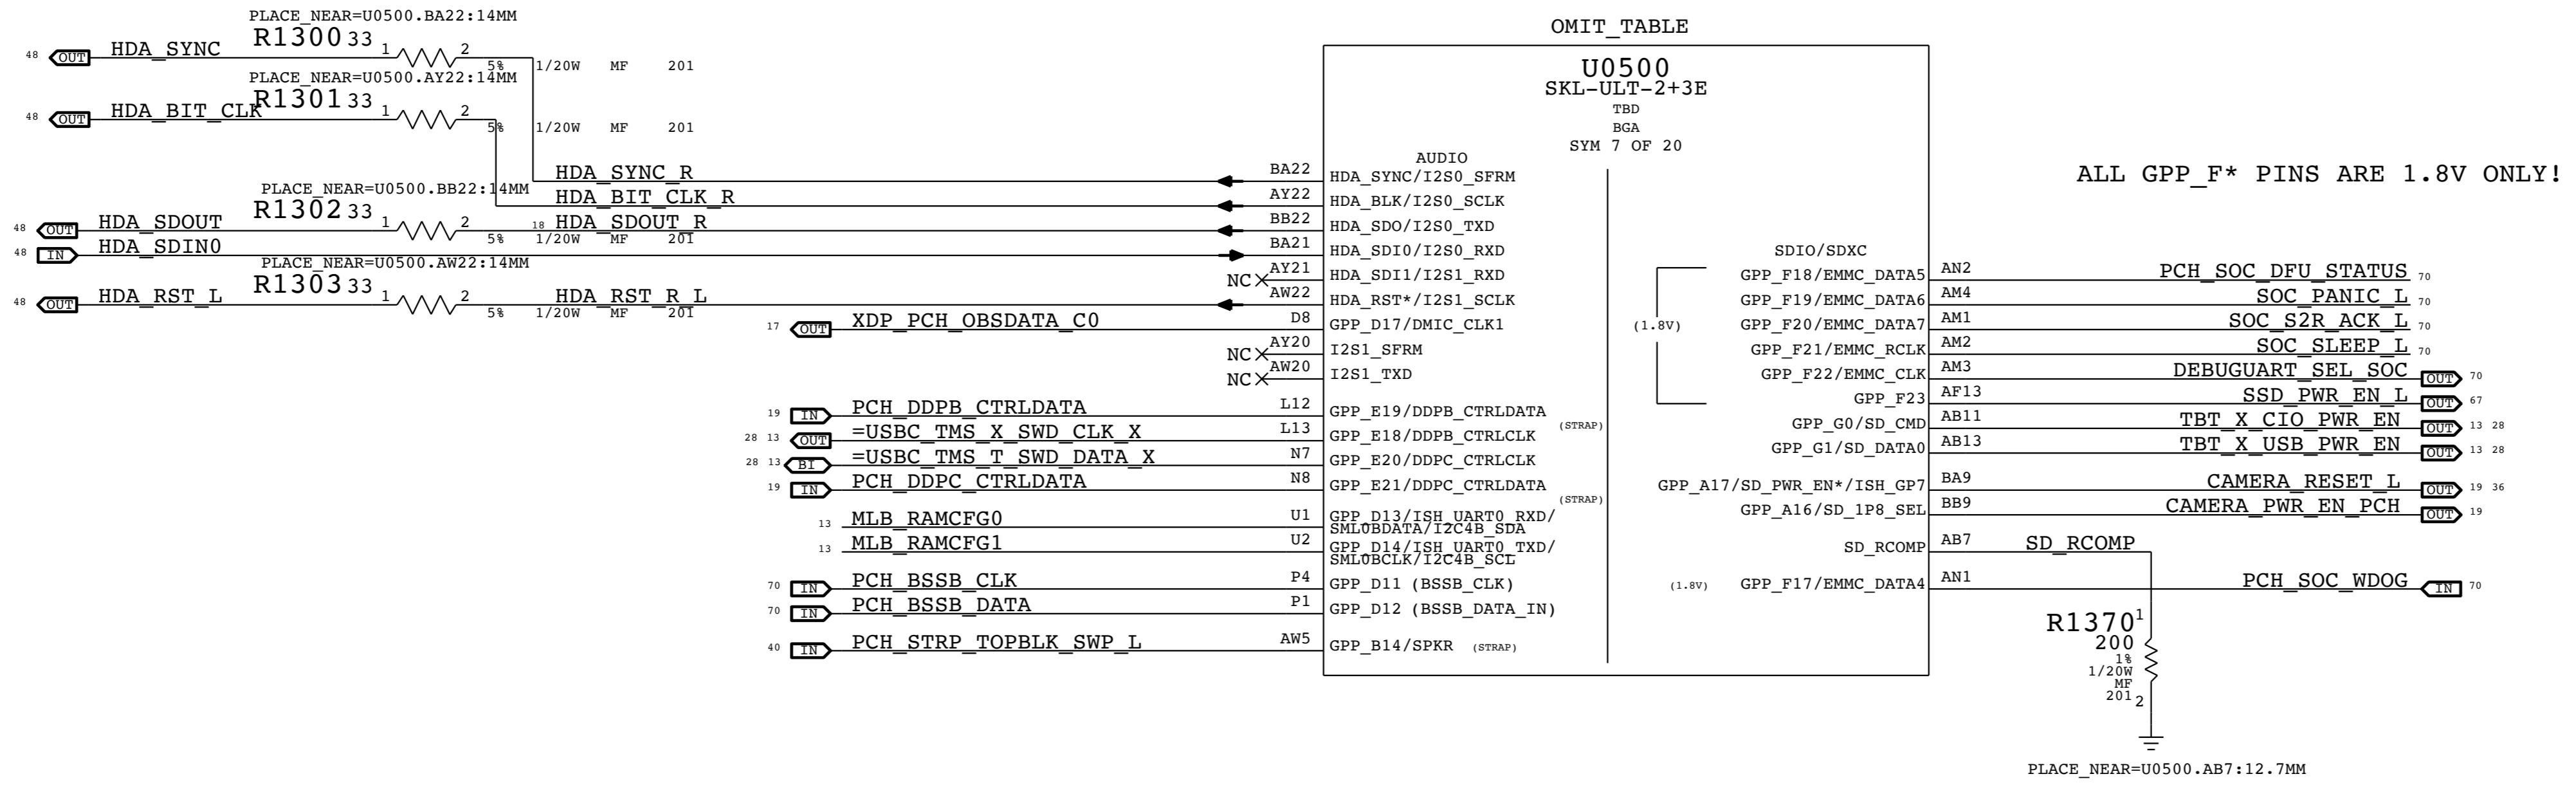 PLACE_NEAR=U0500.BA22:14MM
R1300 33
48 OUT HDA_SYNC 1 2
5% 1/20W MF 201
PLACE_NEAR=U0500.AY22:14MM
R1301 33
48 OUT HDA_BIT_CLK 1 2
5% 1/20W MF 201
HDA_SYNC_R
HDA_BIT_CLK_R
PLACE_NEAR=U0500.BB22:14MM
R1302 33
48 OUT HDA_SDOUT 1 2 18 HDA_SDOUT_R
5% 1/20W MF 201
48 IN HDA_SDIN0
PLACE_NEAR=U0500.AW22:14MM
R1303 33
48 OUT HDA_RST_L 1 2 HDA_RST_R_L
5% 1/20W MF 201
17 OUT XDP_PCH_OBSDATA_C0
NC
NC
NC
19 IN PCH_DDPB_CTRLDATA
28 13 OUT =USBC_TMS_X_SWD_CLK_X
28 13 BI =USBC_TMS_T_SWD_DATA_X
19 IN PCH_DDPC_CTRLDATA
13 MLB_RAMCFG0
13 MLB_RAMCFG1
70 IN PCH_BSSB_CLK
70 IN PCH_BSSB_DATA
40 IN PCH_STRP_TOPBLK_SWP_L
OMIT_TABLE
U0500
SKL-ULT-2+3E
TBD
BGA
SYM 7 OF 20
AUDIO
BA22 HDA_SYNC/I2S0_SFRM
AY22 HDA_BLK/I2S0_SCLK
BB22 HDA_SDO/I2S0_TXD
BA21 HDA_SDI0/I2S0_RXD
AY21 HDA_SDI1/I2S1_RXD
AW22 HDA_RST*/I2S1_SCLK
D8 GPP_D17/DMIC_CLK1
AY20 I2S1_SFRM
AW20 I2S1_TXD
L12 GPP_E19/DDPB_CTRLDATA
(STRAP)
L13 GPP_E18/DDPB_CTRLCLK
N7 GPP_E20/DDPC_CTRLCLK
N8 GPP_E21/DDPC_CTRLDATA
(STRAP)
U1 GPP_D13/ISH_UART0_RXD/
SML0BDATA/I2C4B_SDA
U2 GPP_D14/ISH_UART0_TXD/
SML0BCLK/I2C4B_SCL
P4 GPP_D11 (BSSB_CLK)
P1 GPP_D12 (BSSB_DATA_IN)
AW5 GPP_B14/SPKR (STRAP)
ALL GPP_F* PINS ARE 1.8V ONLY!
SDIO/SDXC
GPP_F18/EMMC_DATA5 AN2 PCH_SOC_DFU_STATUS 70
GPP_F19/EMMC_DATA6 AM4 SOC_PANIC_L 70
(1.8V) GPP_F20/EMMC_DATA7 AM1 SOC_S2R_ACK_L 70
GPP_F21/EMMC_RCLK AM2 SOC_SLEEP_L 70
GPP_F22/EMMC_CLK AM3 DEBUGUART_SEL_SOC OUT 70
GPP_F23 AF13 SSD_PWR_EN_L OUT 67
GPP_G0/SD_CMD AB11 TBT_X_CIO_PWR_EN OUT 13 28
GPP_G1/SD_DATA0 AB13 TBT_X_USB_PWR_EN OUT 13 28
GPP_A17/SD_PWR_EN*/ISH_GP7 BA9 CAMERA_RESET_L OUT 19 36
GPP_A16/SD_1P8_SEL BB9 CAMERA_PWR_EN_PCH OUT 19
SD_RCOMP AB7 SD_RCOMP
(1.8V) GPP_F17/EMMC_DATA4 AN1 PCH_SOC_WDOG IN 70
R1370 1
200
1%
1/20W
MF
201 2
PLACE_NEAR=U0500.AB7:12.7MM